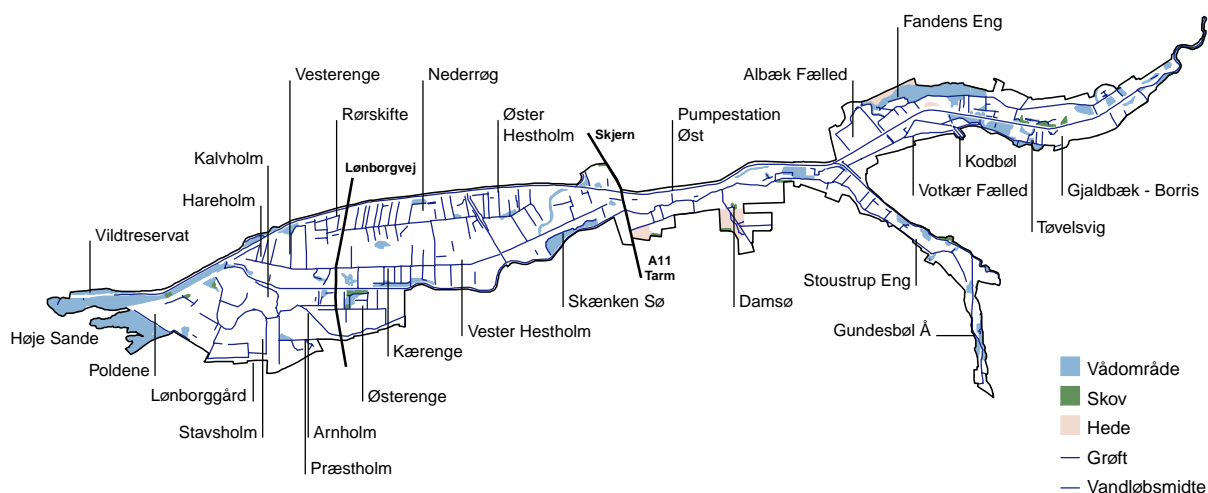 Fandens Eng
Vesterenge
Nederrøg
Albæk Fælled
Rørskifte
Øster
Hestholm
Pumpestation
Øst
Skjern
Kalvholm
Lønborgvej
Kodbøl
Hareholm
Votkær Fælled
Gjaldbæk - Borris
Vildtreservat
Tøvelsvig
A11
Tarm
Stoustrup Eng
Skænken Sø
Damsø
Høje Sande
Vester Hestholm
Gundesbøl Å
Kærenge
Poldene
Lønborggård
Østerenge
Stavsholm
Arnholm
Præstholm
Vådområde
Skov
Hede
Grøft
Vandløbsmidte